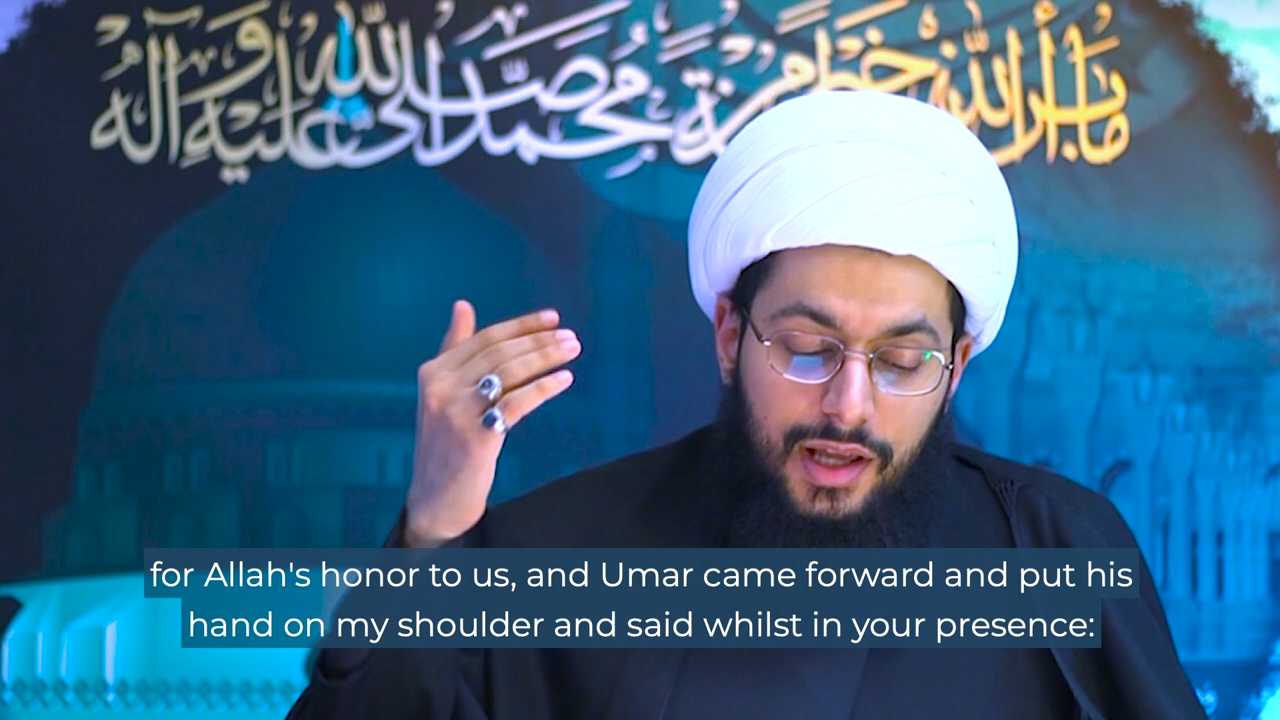 محمد صلى الله عليه وآله
for Allah's honor to us, and Umar came forward and put his
hand on my shoulder and said whilst in your presence: